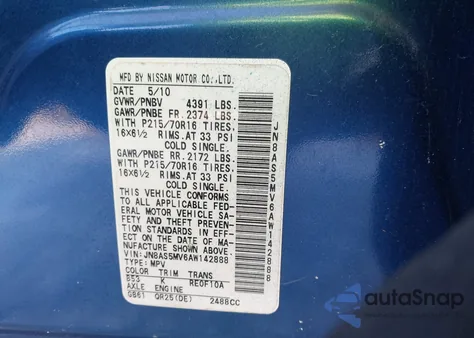 MFD BY NISSAN MOTOR CO.,LTD.
DATE 5/10
GVWR/PNBV 4391 LBS.
GAWR/PNBE FR. 2374 LBS.
WITH P215/70R16 TIRES.
16X6½ RIMS.AT 33 PSI
COLD SINGLE.
GAWR/PNBE RR. 2172 LBS.
WITH P215/70R16 TIRES.
16X6½ RIMS.AT 33 PSI
COLD SINGLE.
THIS VEHICLE CONFORMS
TO ALL APPLICABLE FED-
ERAL MOTOR VEHICLE SA-
FETY AND THEFT PREVENT-
ION STANDARDS IN EFF-
ECT ON THE DATE OF MA-
NUFACTURE SHOWN ABOVE.
VIN:JN8AS5MV6AW142888
TYPE: MPV
COLOR TRIM TRANS
B53 K RE0F10A
AXLE ENGINE
GB61 QR25(DE) 2488CC
JN8AS5MV6AW142888
autoSnap